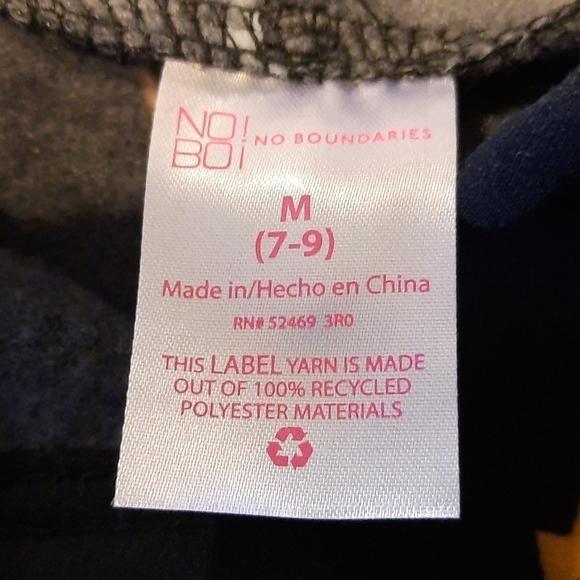 NO!
BO¡ NO BOUNDARIES
M
(7-9)
Made in/Hecho en China
RN# 52469 3R0
THIS LABEL YARN IS MADE
OUT OF 100% RECYCLED
POLYESTER MATERIALS